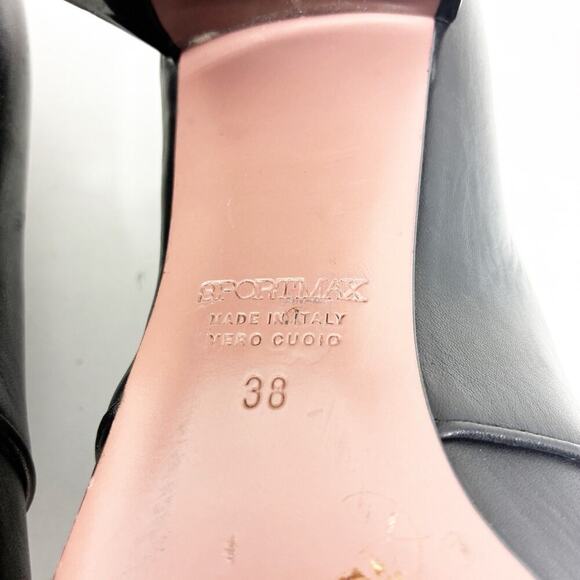 SPORTMAX
MADE IN ITALY
VERO CUOIO
38